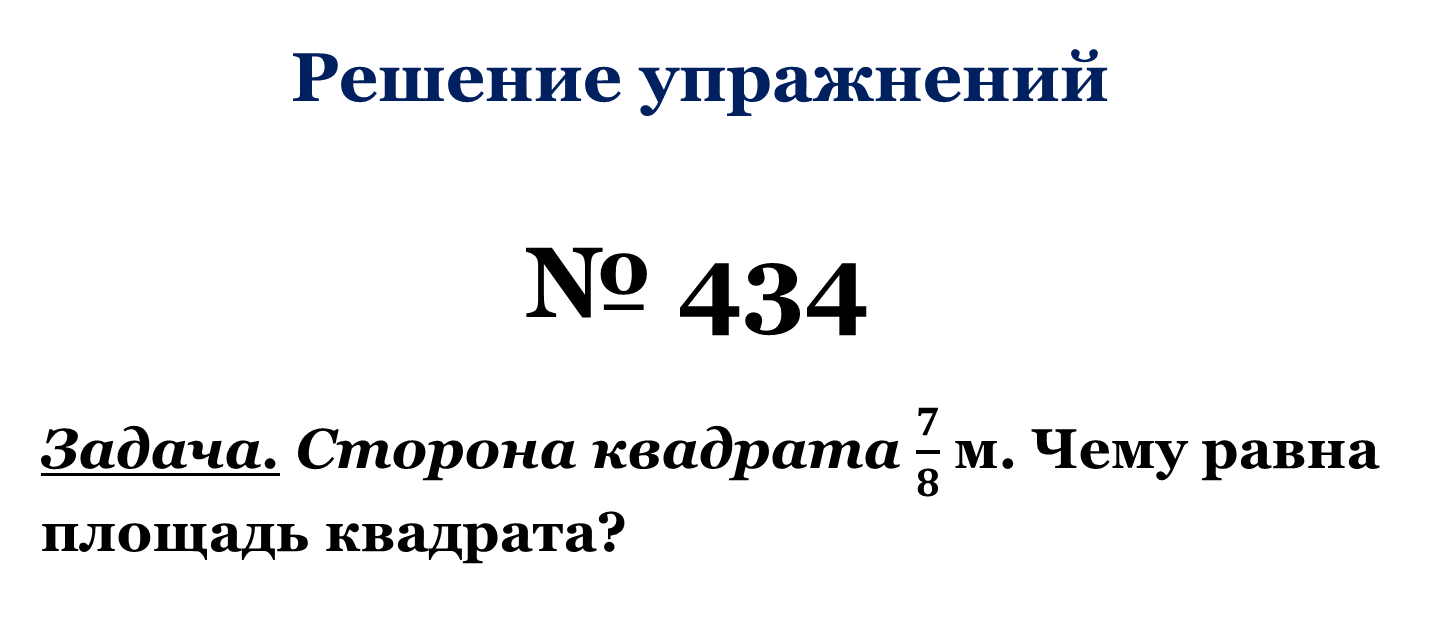 Решение упражнений
№ 434
Задача. Сторона квадрата 7/8 м. Чему равна
площадь квадрата?